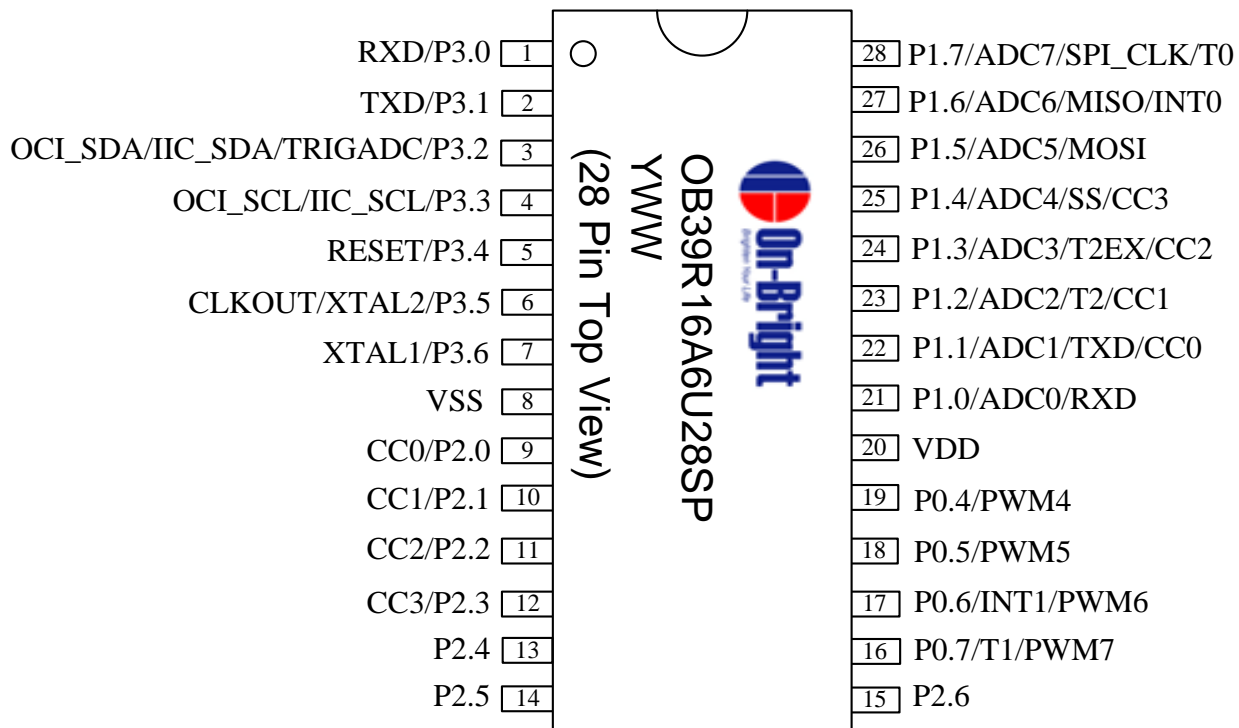 RXD/P3.0 1
TXD/P3.1 2
OCI_SDA/IIC_SDA/TRIGADC/P3.2 3
OCI_SCL/IIC_SCL/P3.3 4
RESET/P3.4 5
CLKOUT/XTAL2/P3.5 6
XTAL1/P3.6 7
VSS 8
CC0/P2.0 9
CC1/P2.1 10
CC2/P2.2 11
CC3/P2.3 12
P2.4 13
P2.5 14
On-Bright
Brighten Your Life
OB39R16A6U28SP
YWW
(28 Pin Top View)
28 P1.7/ADC7/SPI_CLK/T0
27 P1.6/ADC6/MISO/INT0
26 P1.5/ADC5/MOSI
25 P1.4/ADC4/SS/CC3
24 P1.3/ADC3/T2EX/CC2
23 P1.2/ADC2/T2/CC1
22 P1.1/ADC1/TXD/CC0
21 P1.0/ADC0/RXD
20 VDD
19 P0.4/PWM4
18 P0.5/PWM5
17 P0.6/INT1/PWM6
16 P0.7/T1/PWM7
15 P2.6